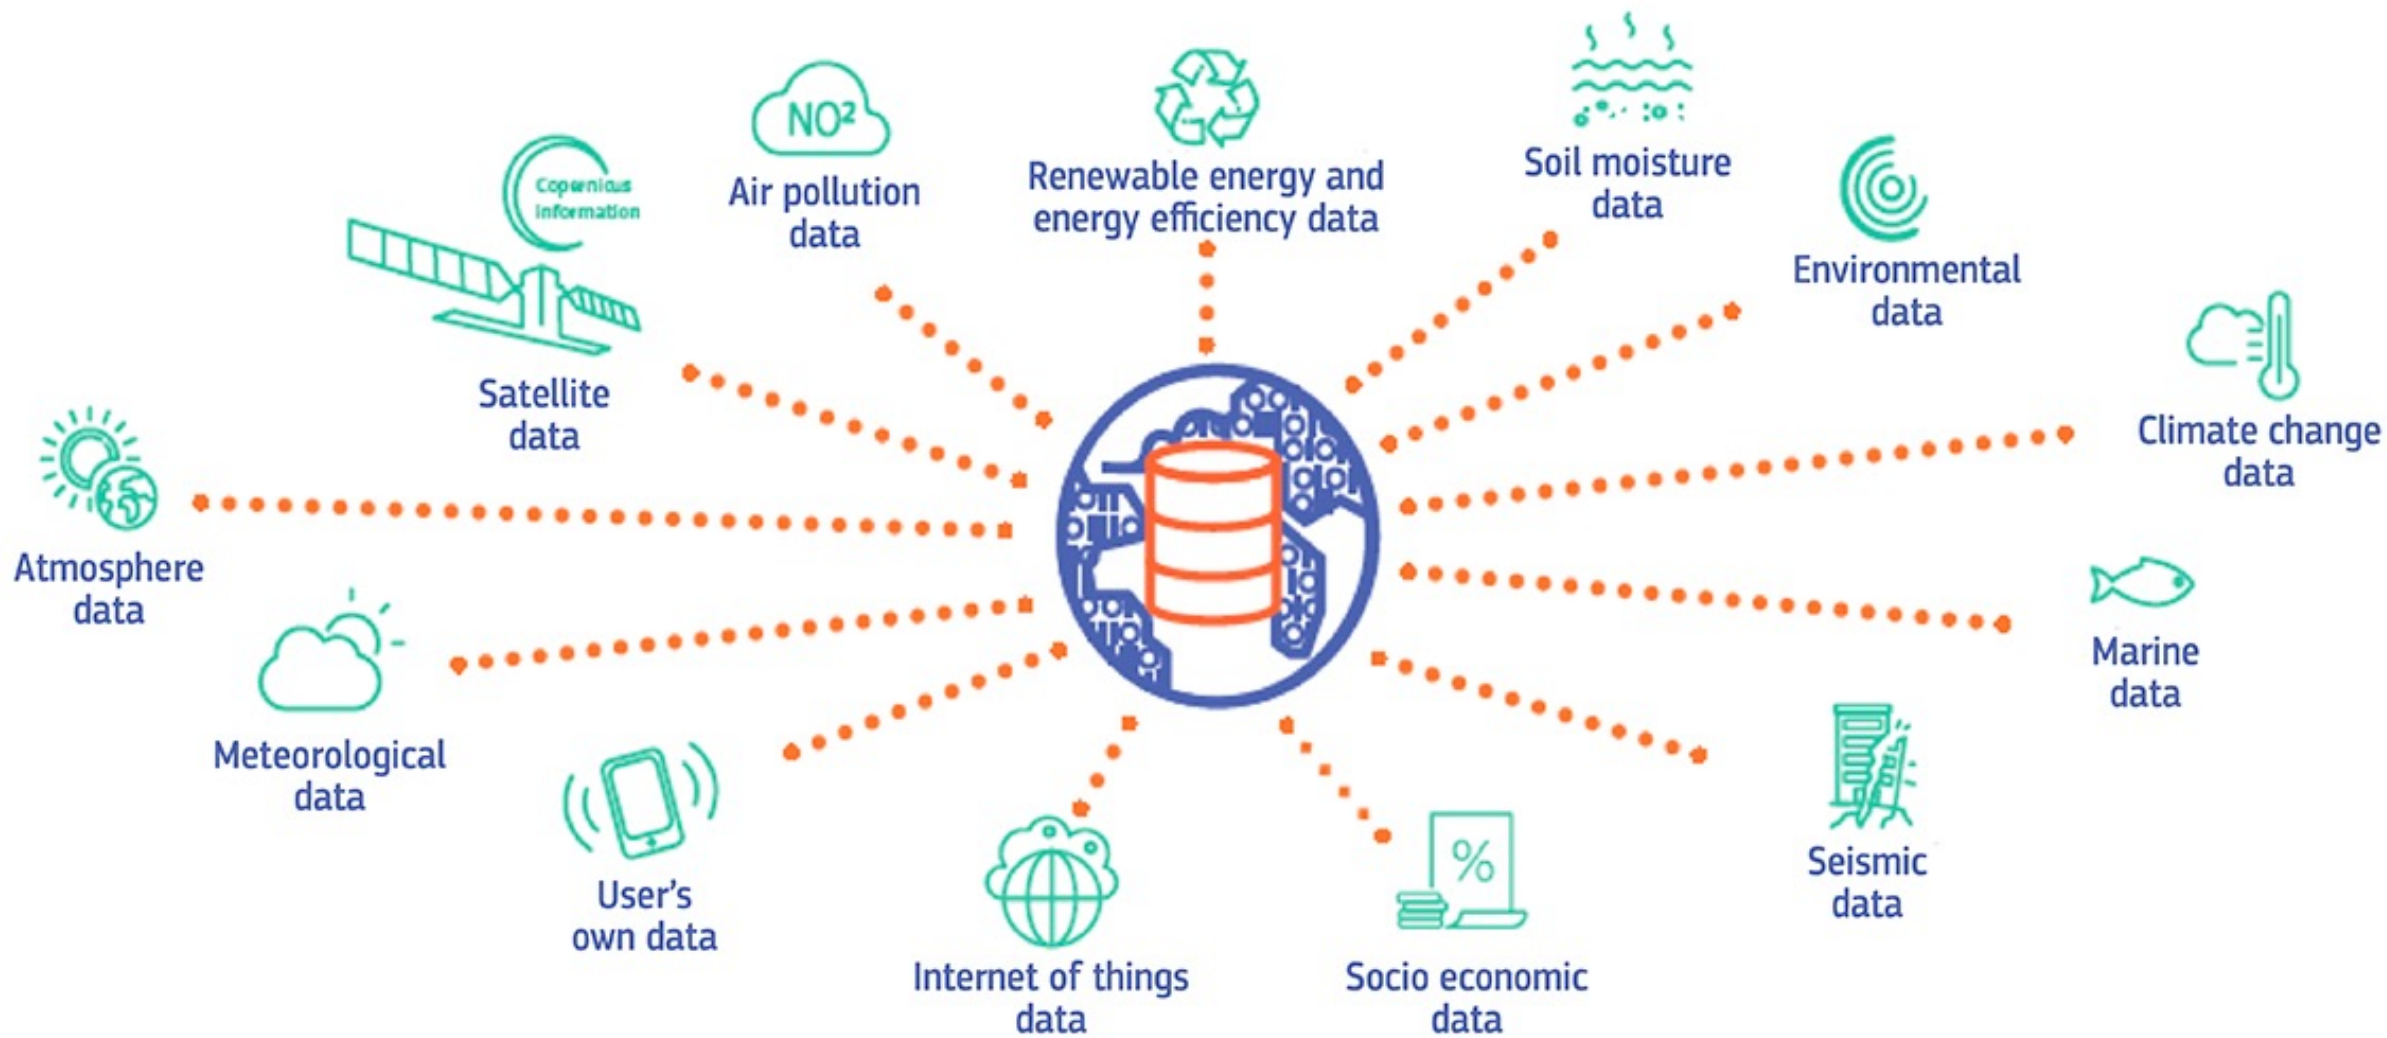 NO²
Air pollution
data
Renewable energy and
energy efficiency data
Soil moisture
data
Copernicus
information
Satellite
data
Environmental
data
Climate change
data
Atmosphere
data
Marine
data
Meteorological
data
User's
own data
Internet of things
data
%
Socio economic
data
Seismic
data